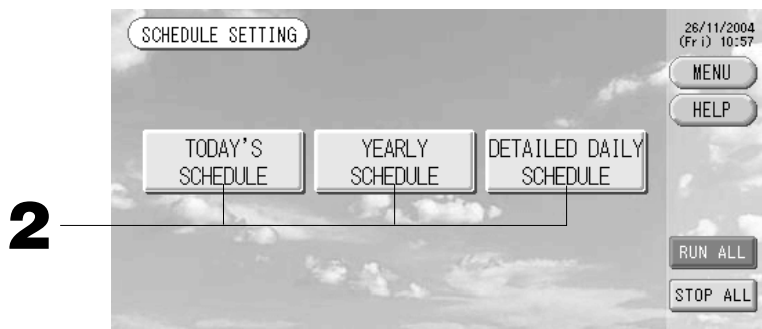 SCHEDULE SETTING
26/11/2004
(Fri) 10:57
MENU
HELP
TODAY'S
SCHEDULE
YEARLY
SCHEDULE
DETAILED DAILY
SCHEDULE
2
RUN ALL
STOP ALL